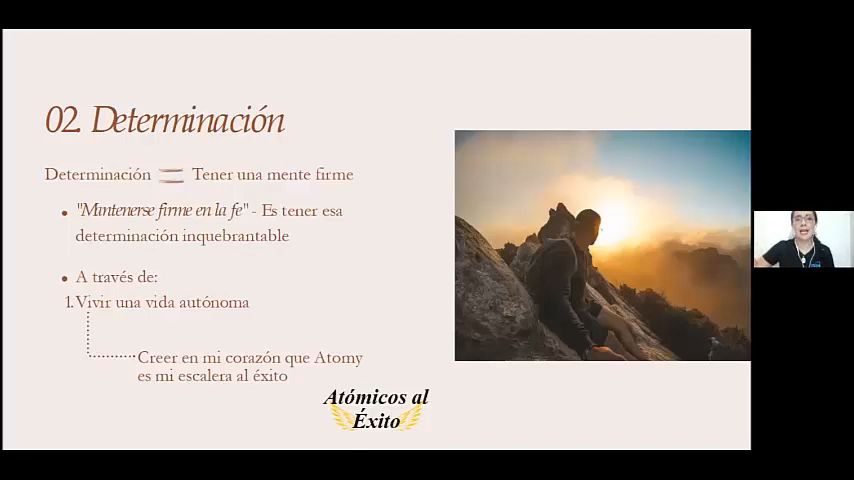 02. Determinación
Determinación = Tener una mente firme
• "Mantenerse firme en la fe" - Es tener esa
determinación inquebrantable
• A través de:
1. Vivir una vida autónoma
Creer en mi corazón que Atomy
es mi escalera al éxito
Atómicos al
Éxito